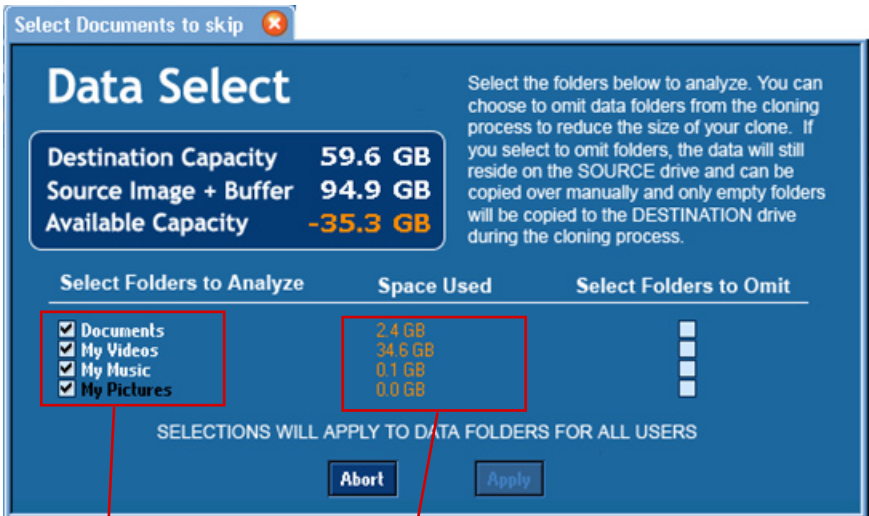 Select Documents to skip
Data Select
Select the folders below to analyze. You can
choose to omit data folders from the cloning
process to reduce the size of your clone. If
you select to omit folders, the data will still
reside on the SOURCE drive and can be
copied over manually and only empty folders
will be copied to the DESTINATION drive
during the cloning process.
Destination Capacity 59.6 GB
Source Image + Buffer 94.9 GB
Available Capacity -35.3 GB
Select Folders to Analyze Space Used Select Folders to Omit
Documents 2.4 GB
My Videos 34.6 GB
My Music 0.1 GB
My Pictures 0.0 GB
SELECTIONS WILL APPLY TO DATA FOLDERS FOR ALL USERS
Abort Apply